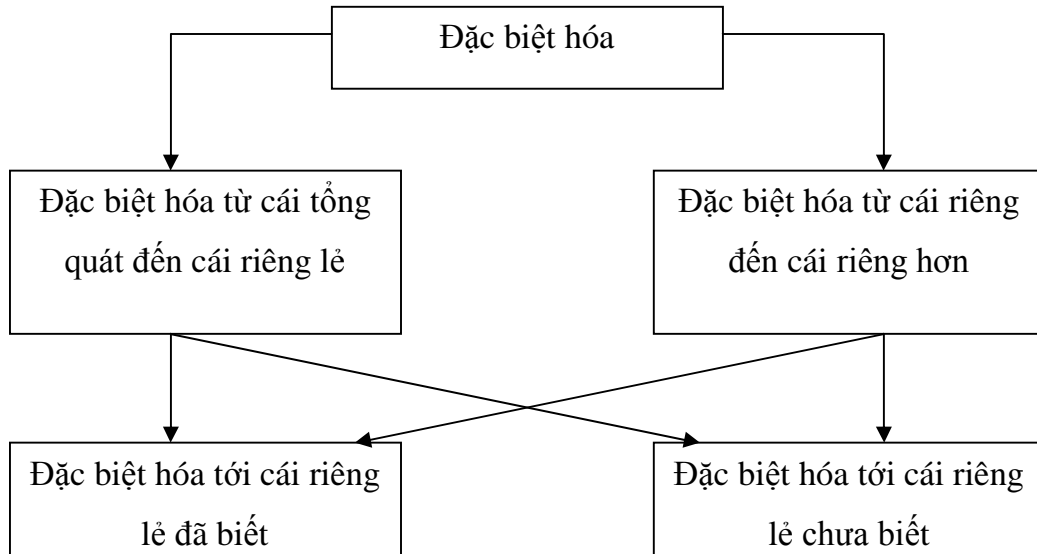 Đặc biệt hóa
Đặc biệt hóa từ cái tổng
quát đến cái riêng lẻ
Đặc biệt hóa từ cái riêng
đến cái riêng hơn
Đặc biệt hóa tới cái riêng
lẻ đã biết
Đặc biệt hóa tới cái riêng
lẻ chưa biết